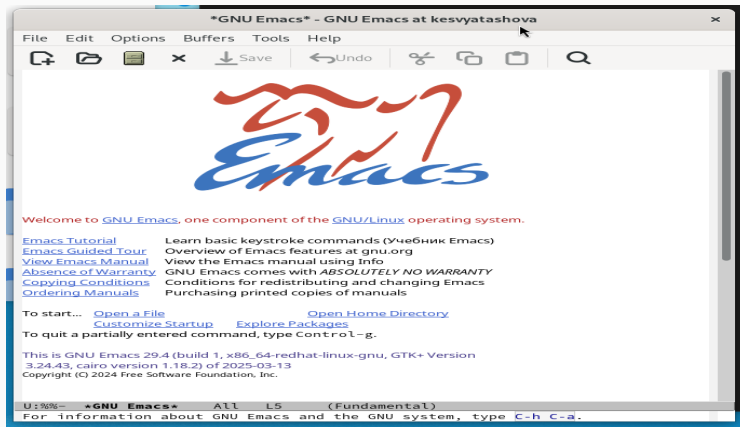 *GNU Emacs* - GNU Emacs at kesvyatashova
File Edit Options Buffers Tools Help
Save Undo
Emacs
Welcome to GNU Emacs, one component of the GNU/Linux operating system.
Emacs Tutorial Learn basic keystroke commands (Учебник Emacs)
Emacs Guided Tour Overview of Emacs features at gnu.org
View Emacs Manual View the Emacs manual using Info
Absence of Warranty GNU Emacs comes with ABSOLUTELY NO WARRANTY
Copying Conditions Conditions for redistributing and changing Emacs
Ordering Manuals Purchasing printed copies of manuals
To start... Open a File Open Home Directory
Customize Startup Explore Packages
To quit a partially entered command, type Control-g.
This is GNU Emacs 29.4 (build 1, x86_64-redhat-linux-gnu, GTK+ Version
3.24.43, cairo version 1.18.2) of 2025-03-13
Copyright (C) 2024 Free Software Foundation, Inc.
U:%%- *GNU Emacs* All L5 (Fundamental)
For information about GNU Emacs and the GNU system, type C-h C-a.